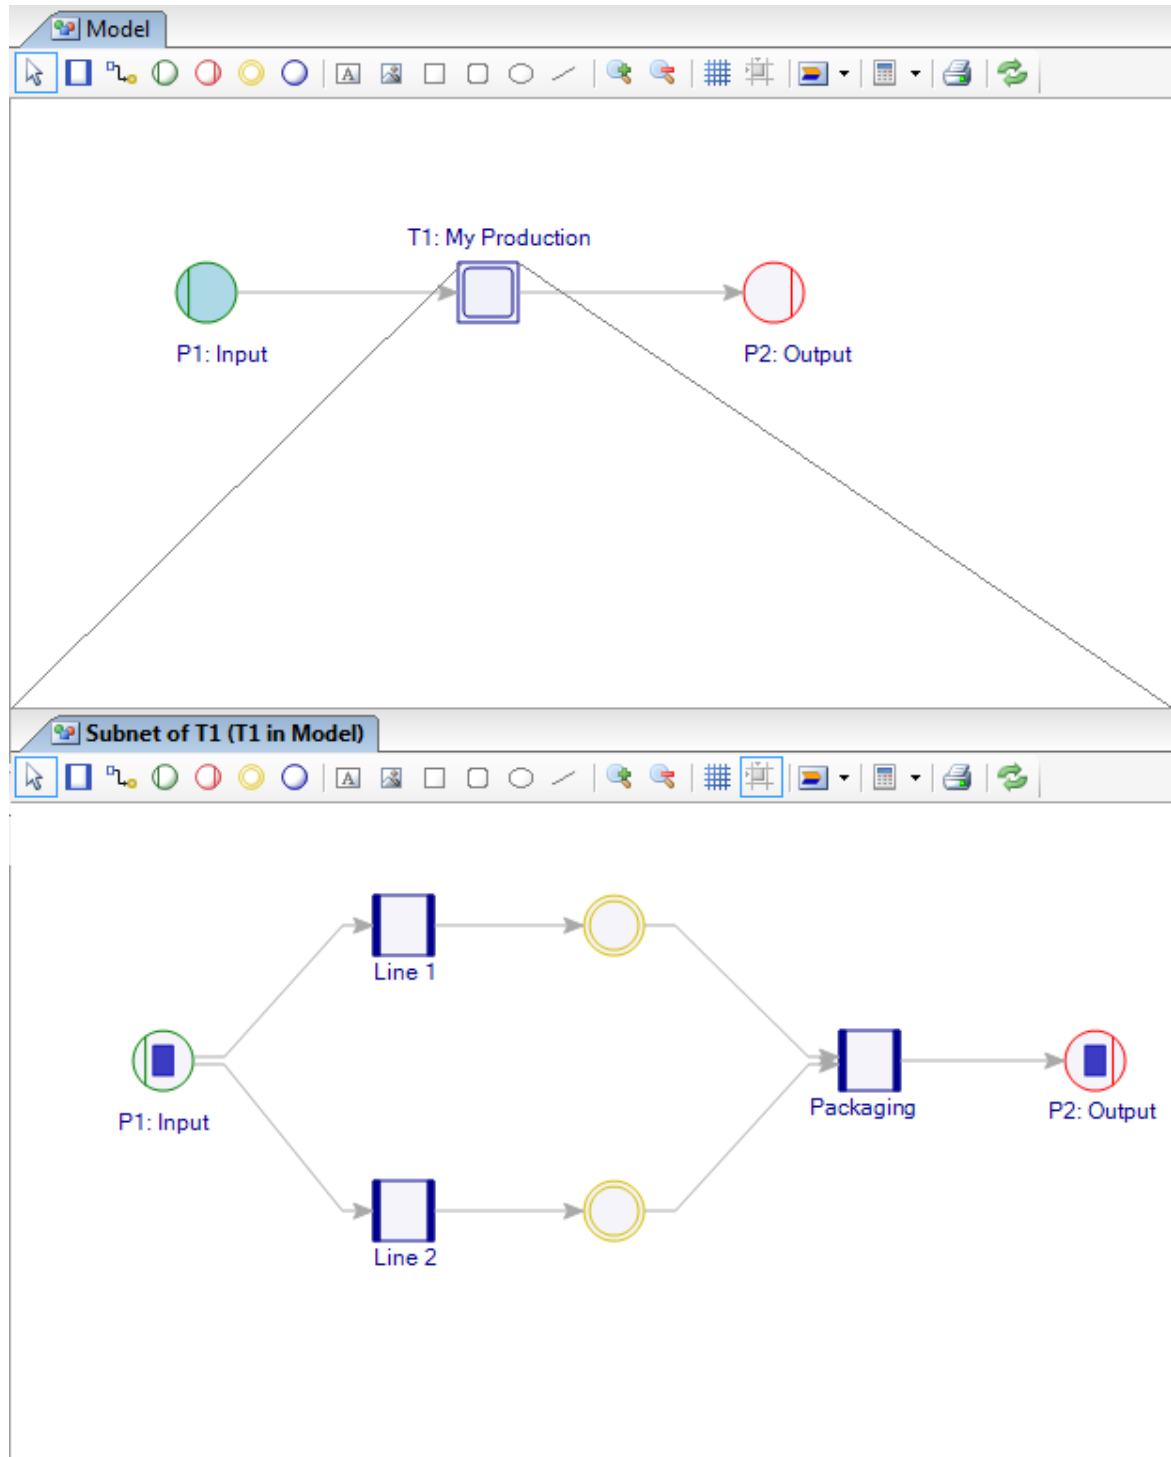 Model
A
T1: My Production
P1: Input
P2: Output
Subnet of T1 (T1 in Model)
A
Line 1
P1: Input
Packaging
P2: Output
Line 2